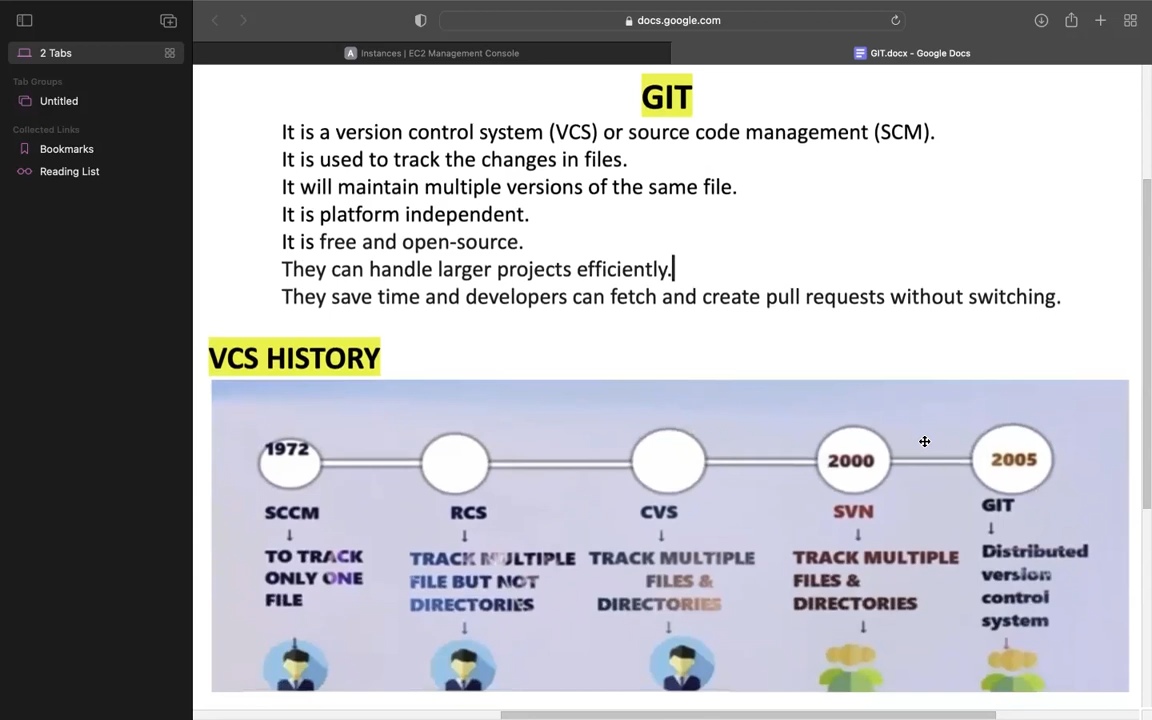 docs.google.com
2 Tabs
A Instances | EC2 Management Console
GIT.docx - Google Docs
Tab Groups
Untitled
Collected Links
Bookmarks
Reading List
GIT
It is a version control system (VCS) or source code management (SCM).
It is used to track the changes in files.
It will maintain multiple versions of the same file.
It is platform independent.
It is free and open-source.
They can handle larger projects efficiently.
They save time and developers can fetch and create pull requests without switching.
VCS HISTORY
1972
2000
2005
SCCM
RCS
CVS
SVN
GIT
TO TRACK
ONLY ONE
FILE
TRACK MULTIPLE
FILE BUT NOT
DIRECTORIES
TRACK MULTIPLE
FILES &
DIRECTORIES
TRACK MULTIPLE
FILES &
DIRECTORIES
Distributed
version
control
system